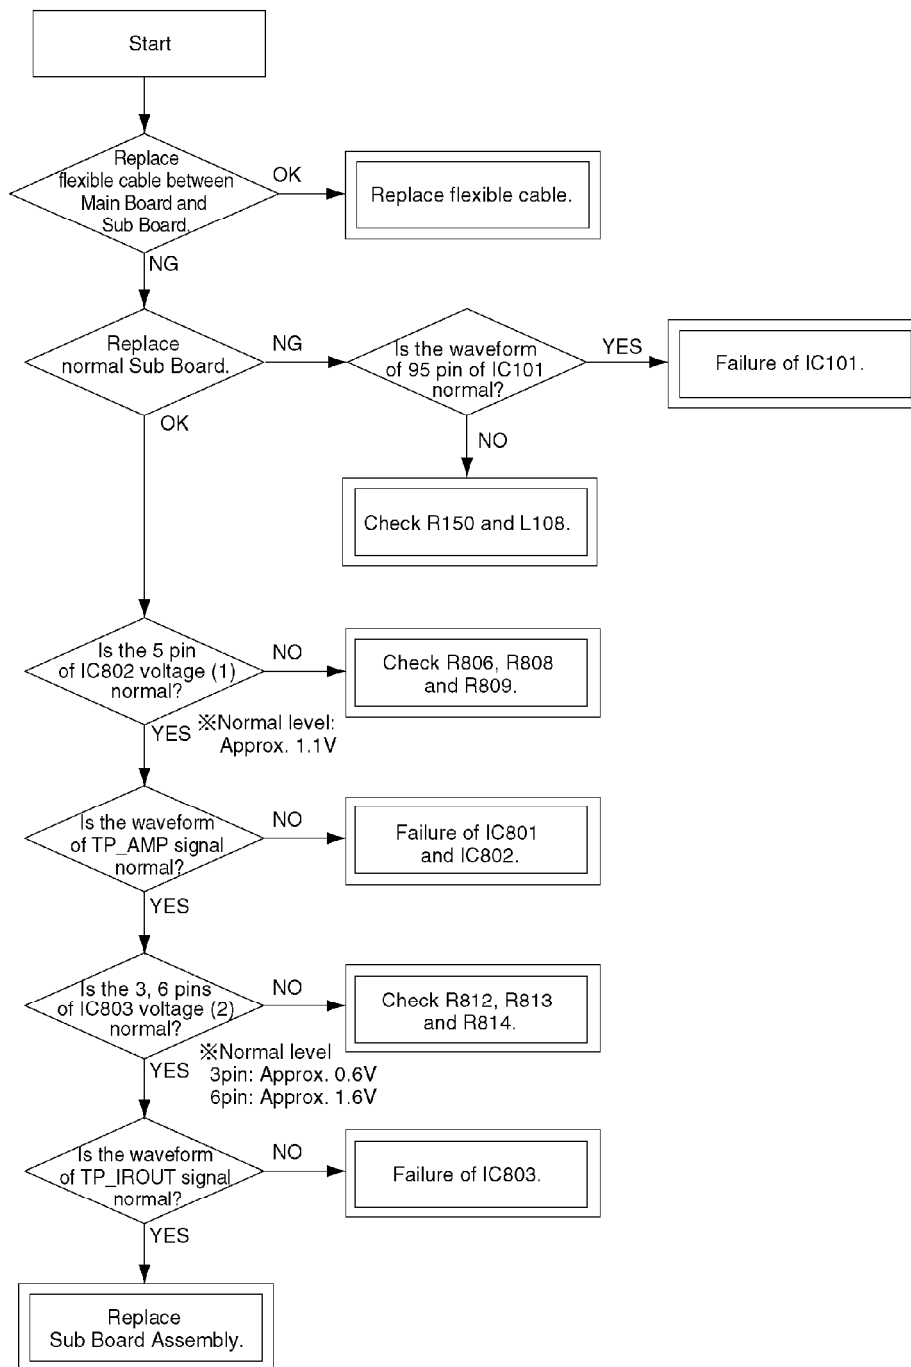 Start
Replace
flexible cable between
Main Board and
Sub Board.
OK
Replace flexible cable.
NG
Replace
normal Sub Board.
NG
Is the waveform
of 95 pin of IC101
normal?
YES
Failure of IC101.
OK
NO
Check R150 and L108.
Is the 5 pin
of IC802 voltage (1)
normal?
NO
Check R806, R808
and R809.
YES
※Normal level:
Approx. 1.1V
Is the waveform
of TP_AMP signal
normal?
NO
Failure of IC801
and IC802.
YES
Is the 3, 6 pins
of IC803 voltage (2)
normal?
NO
Check R812, R813
and R814.
YES
※Normal level
3pin: Approx. 0.6V
6pin: Approx. 1.6V
Is the waveform
of TP_IROUT signal
normal?
NO
Failure of IC803.
YES
Replace
Sub Board Assembly.